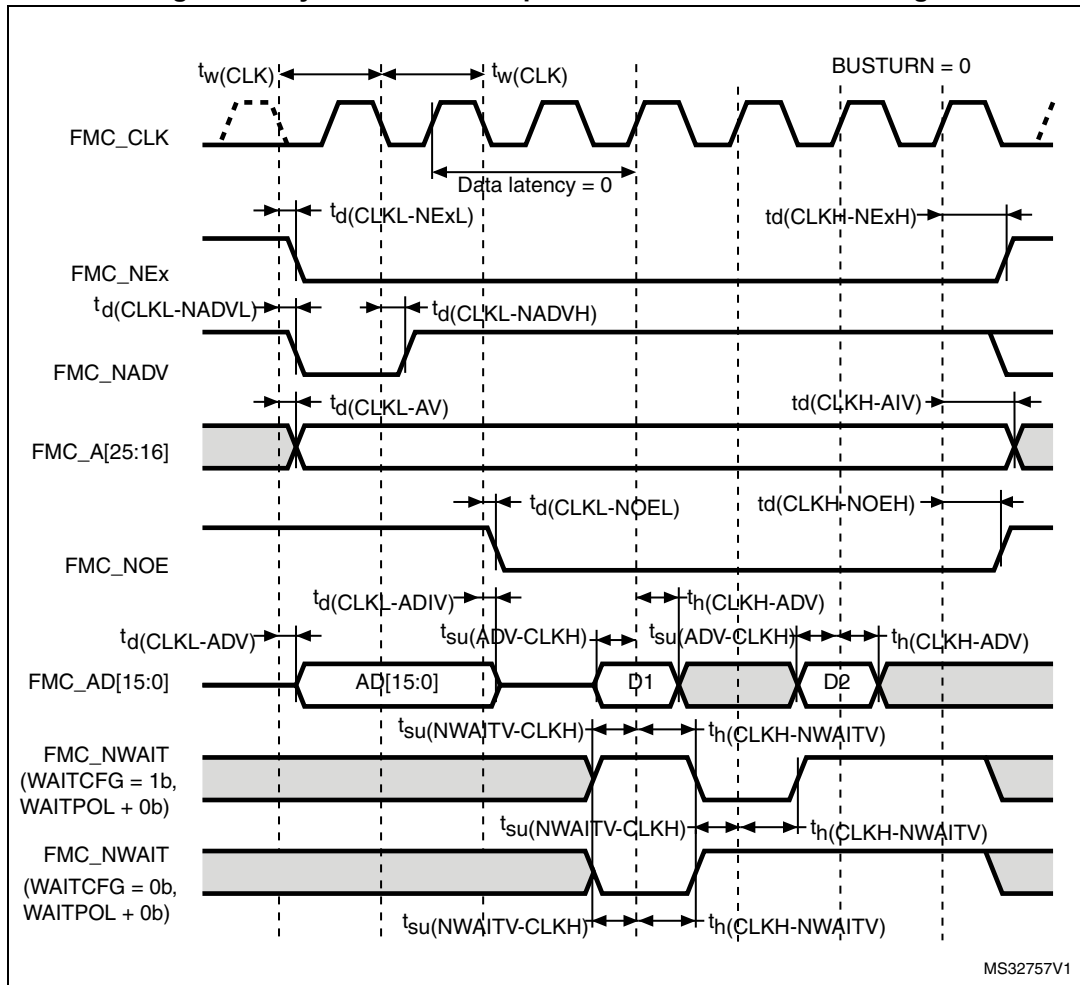 tw(CLK)
tw(CLK)
BUSTURN = 0
FMC_CLK
Data latency = 0
td(CLKL-NExL)
td(CLKH-NExH)
FMC_NEx
td(CLKL-NADVL)
td(CLKL-NADVH)
FMC_NADV
td(CLKL-AV)
td(CLKH-AIV)
FMC_A[25:16]
td(CLKL-NOEL)
td(CLKH-NOEH)
FMC_NOE
td(CLKL-ADIV)
th(CLKH-ADV)
td(CLKL-ADV)
tsu(ADV-CLKH)
tsu(ADV-CLKH)
th(CLKH-ADV)
FMC_AD[15:0]
AD[15:0]
D1
D2
tsu(NWAITV-CLKH)
th(CLKH-NWAITV)
FMC_NWAIT
(WAITCFG = 1b,
WAITPOL + 0b)
tsu(NWAITV-CLKH)
th(CLKH-NWAITV)
FMC_NWAIT
(WAITCFG = 0b,
WAITPOL + 0b)
tsu(NWAITV-CLKH)
th(CLKH-NWAITV)
MS32757V1